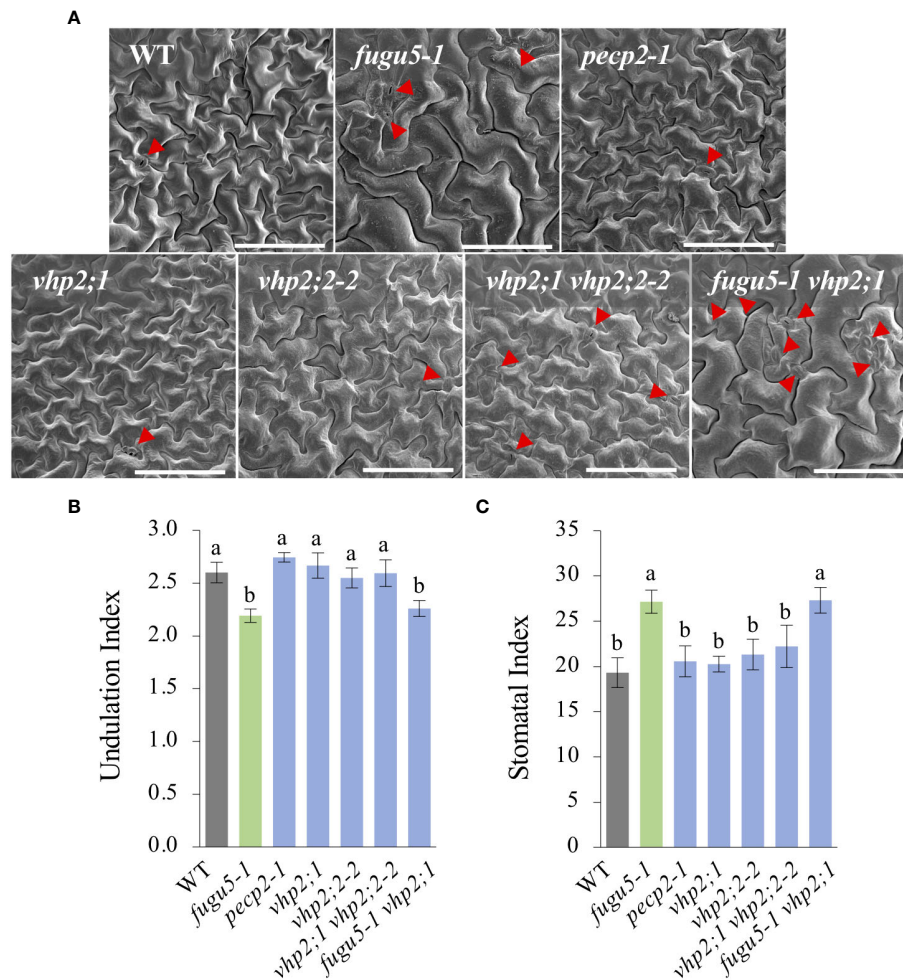 A
WT
fugu5-1
pecp2-1
vhp2;1
vhp2;2-2
vhp2;1 vhp2;2-2
fugu5-1 vhp2;1
B
3.0
2.5
2.0
1.5
1.0
0.5
0.0
Undulation Index
a
b
a
a
a
a
b
WT
fugu5-1
pecp2-1
vhp2;1
vhp2;2-2
vhp2;1 vhp2;2-2
fugu5-1 vhp2;1
C
35
30
25
20
15
10
5
0
Stomatal Index
b
a
b
b
b
b
a
WT
fugu5-1
pecp2-1
vhp2;1
vhp2;2-2
vhp2;1 vhp2;2-2
fugu5-1 vhp2;1